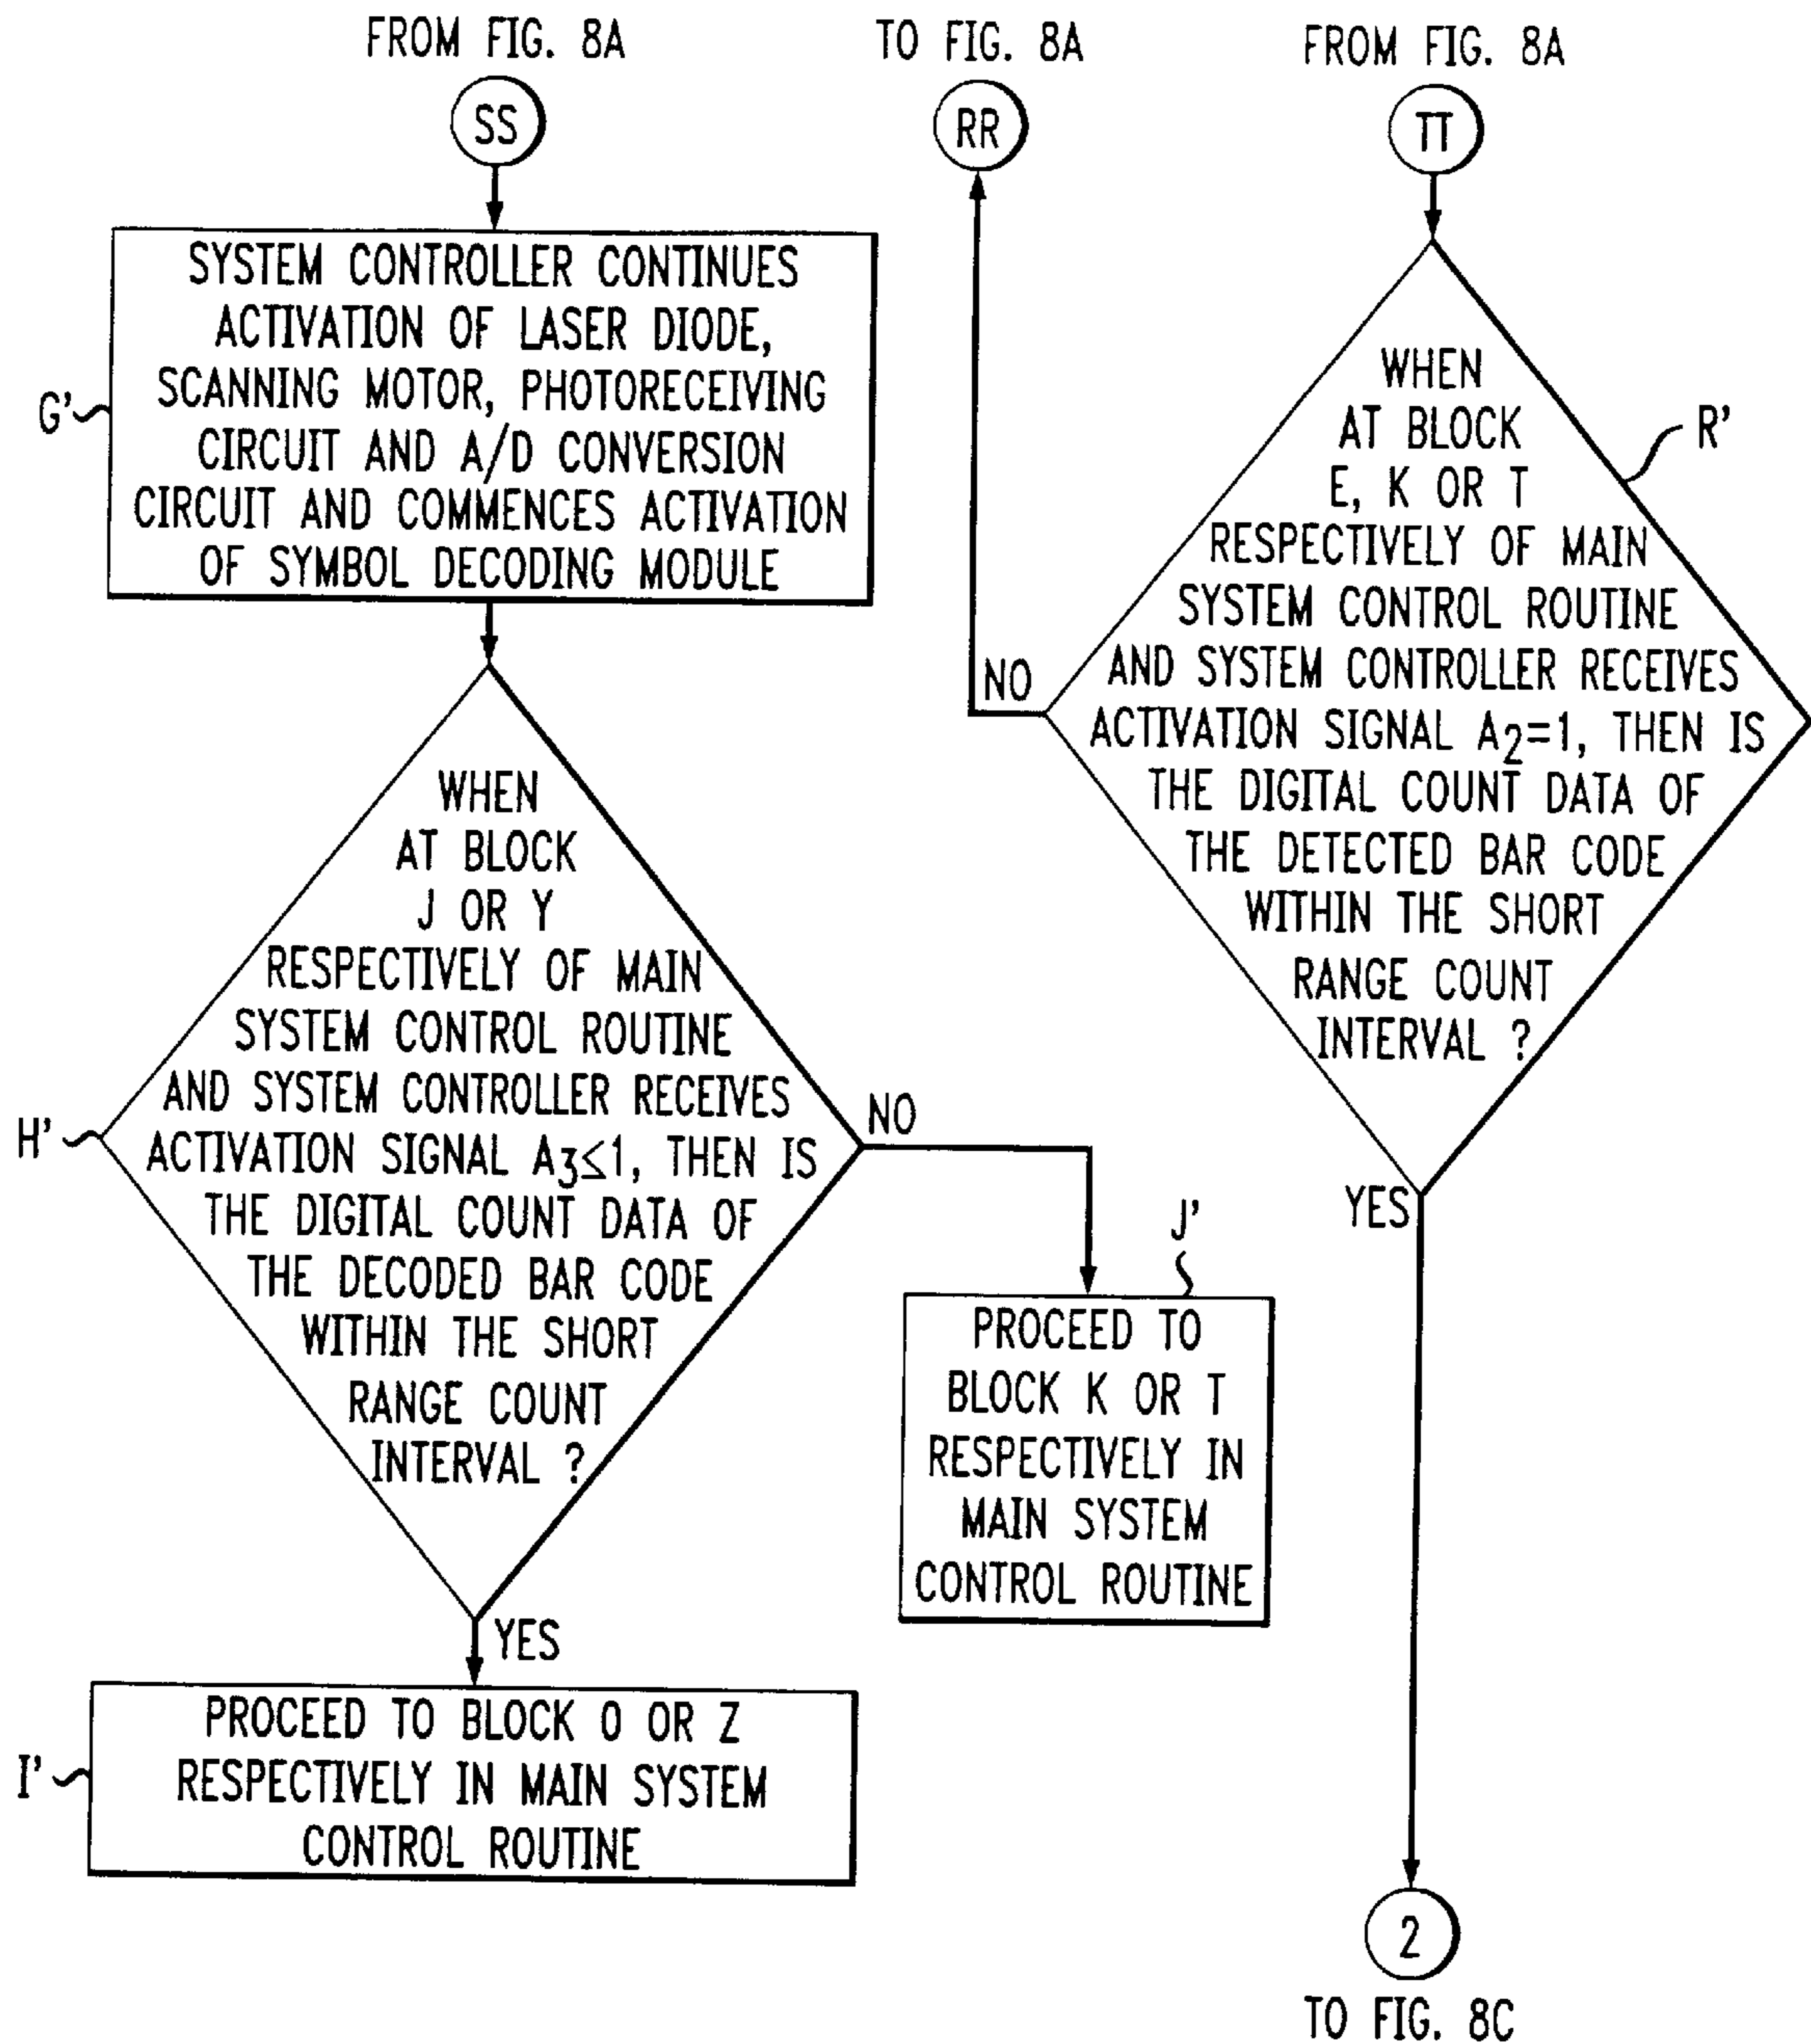 FROM FIG. 8A
SS
SYSTEM CONTROLLER CONTINUES
ACTIVATION OF LASER DIODE,
SCANNING MOTOR, PHOTORECEIVING
CIRCUIT AND A/D CONVERSION
CIRCUIT AND COMMENCES ACTIVATION
OF SYMBOL DECODING MODULE
G'
WHEN
AT BLOCK
J OR Y
RESPECTIVELY OF MAIN
SYSTEM CONTROL ROUTINE
AND SYSTEM CONTROLLER RECEIVES
ACTIVATION SIGNAL A3≤1, THEN IS
THE DIGITAL COUNT DATA OF
THE DECODED BAR CODE
WITHIN THE SHORT
RANGE COUNT
INTERVAL ?
H'
NO
YES
J'
PROCEED TO
BLOCK K OR T
RESPECTIVELY IN
MAIN SYSTEM
CONTROL ROUTINE
PROCEED TO BLOCK O OR Z
RESPECTIVELY IN MAIN SYSTEM
CONTROL ROUTINE
I'
TO FIG. 8A
RR
FROM FIG. 8A
TT
WHEN
AT BLOCK
E, K OR T
RESPECTIVELY OF MAIN
SYSTEM CONTROL ROUTINE
AND SYSTEM CONTROLLER RECEIVES
ACTIVATION SIGNAL A2=1, THEN IS
THE DIGITAL COUNT DATA OF
THE DETECTED BAR CODE
WITHIN THE SHORT
RANGE COUNT
INTERVAL ?
R'
NO
YES
2
TO FIG. 8C